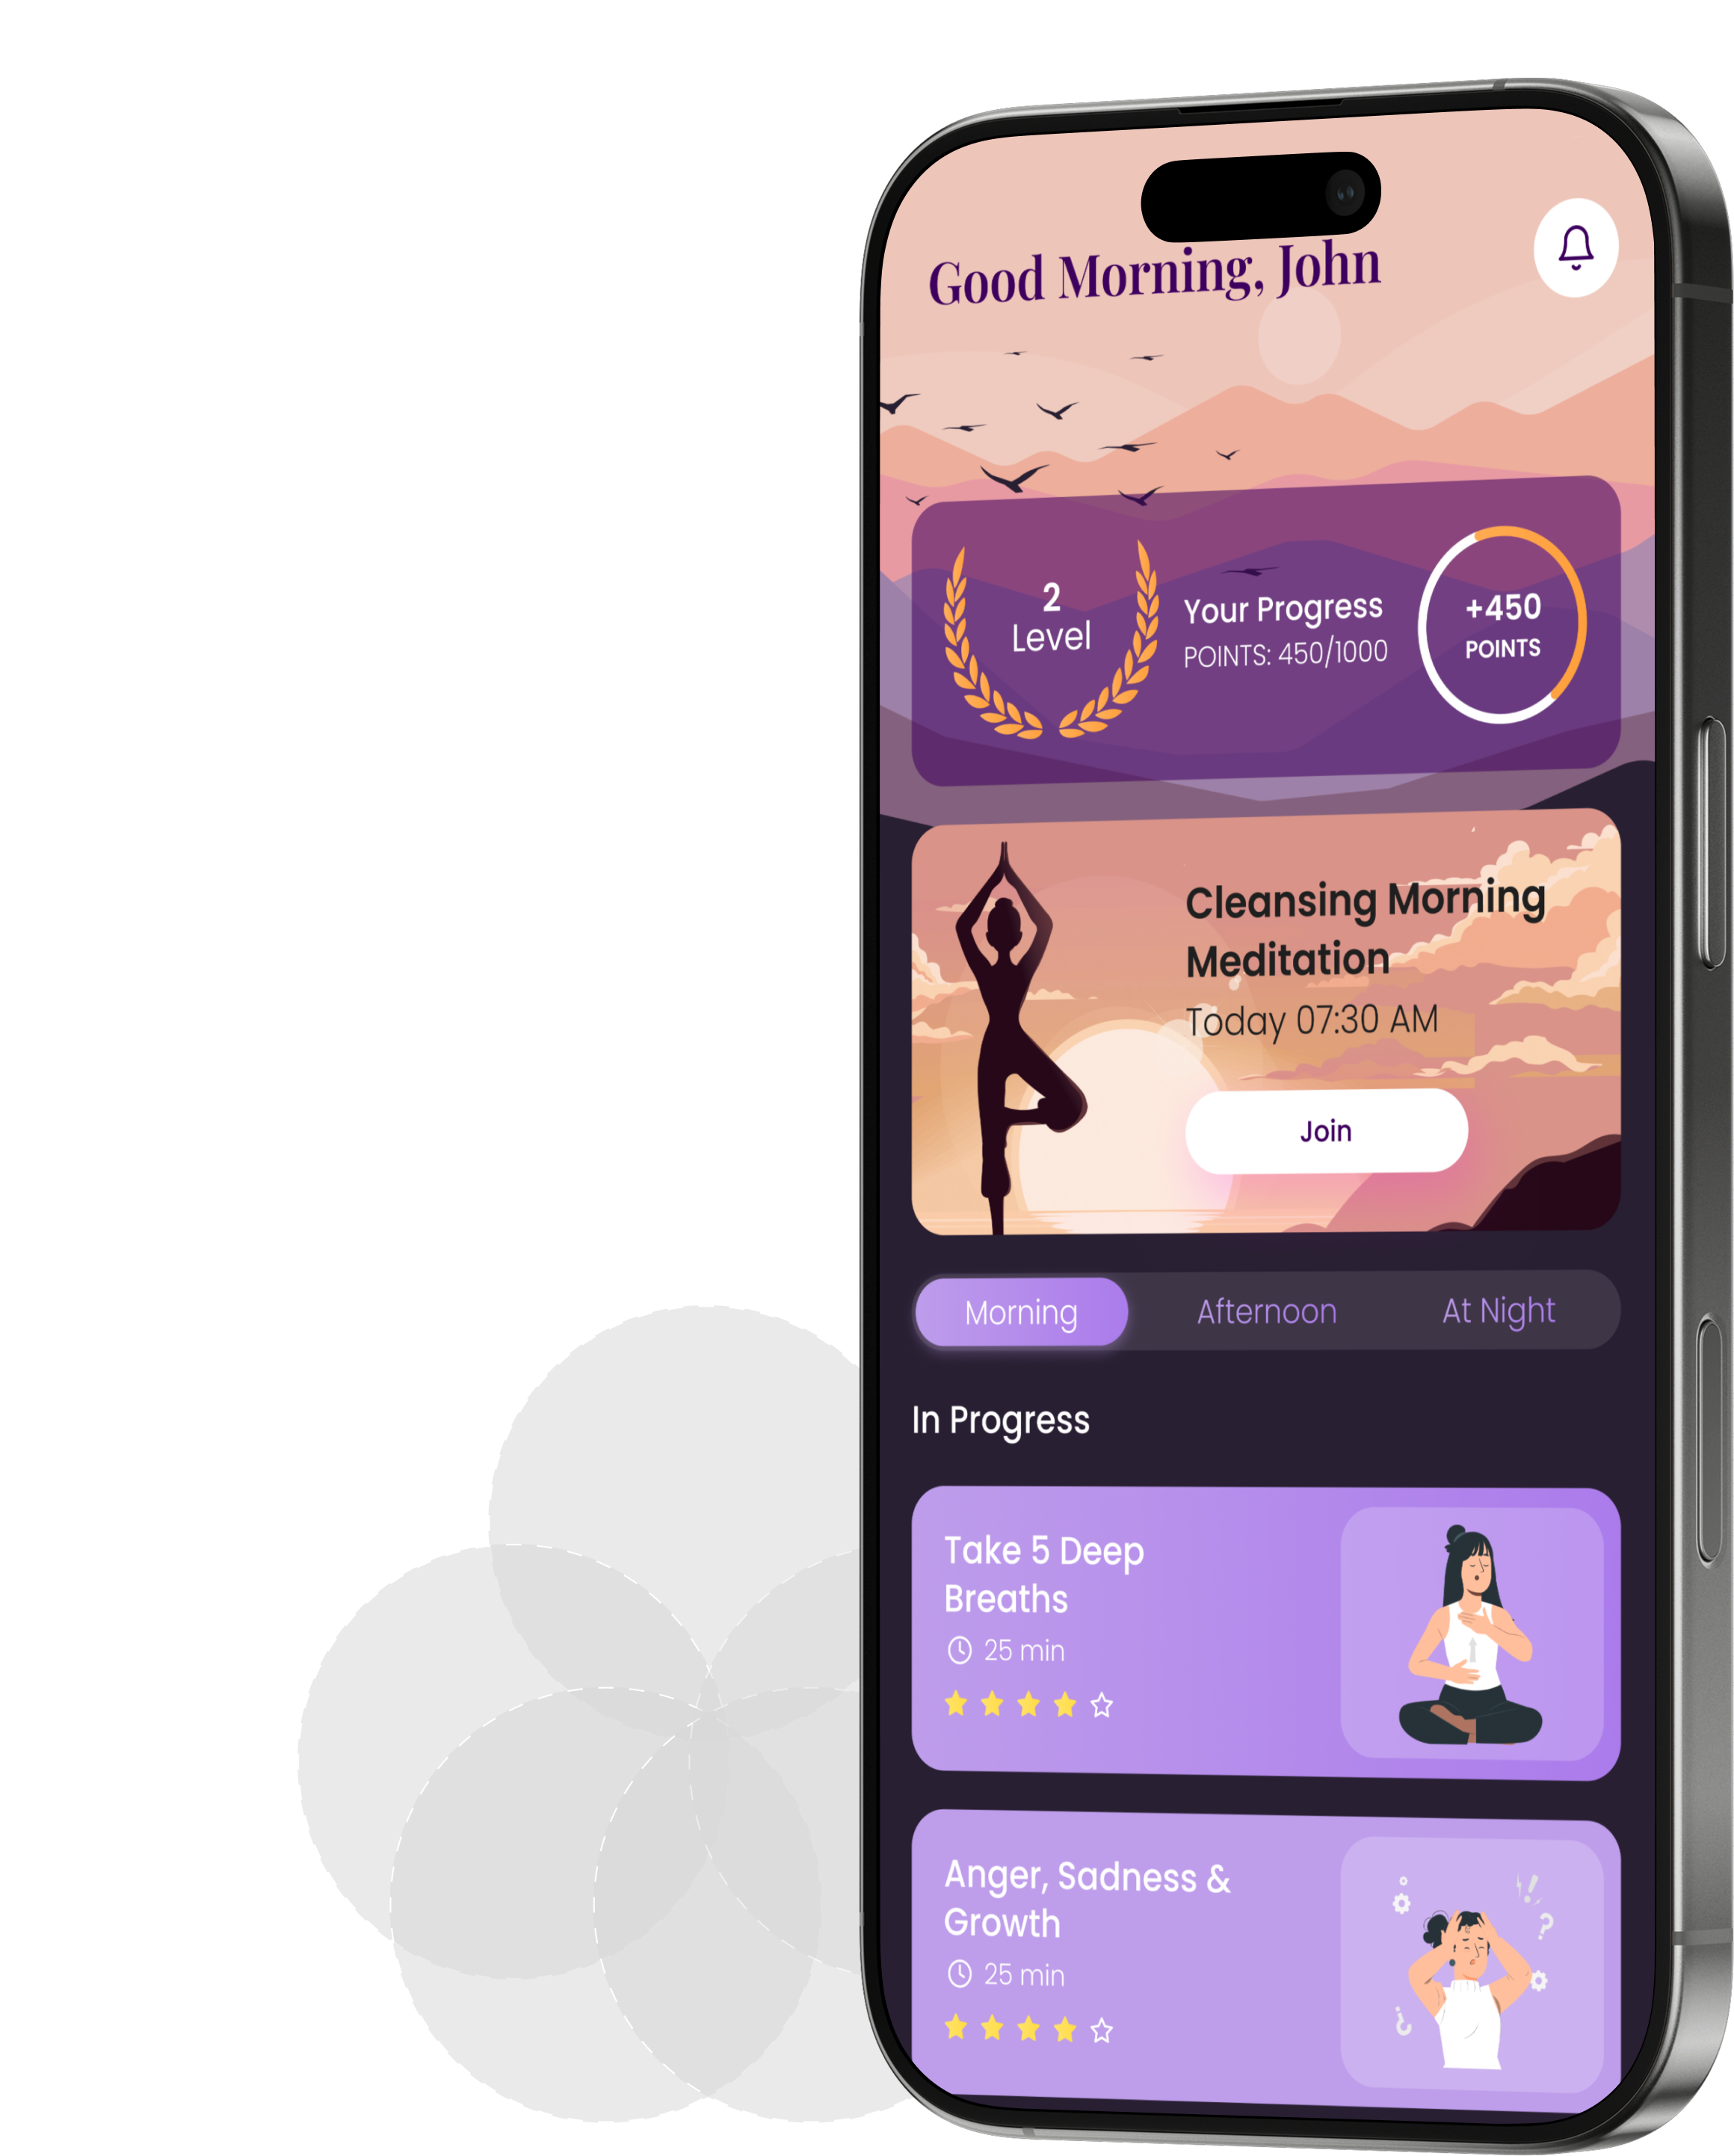 Good Morning, John
2
Level
Your Progress
POINTS: 450/1000
+450
POINTS
Cleansing Morning
Meditation
Today 07:30 AM
Join
Morning
Afternoon
At Night
In Progress
Take 5 Deep
Breaths
25 min
Anger, Sadness &
Growth
25 min